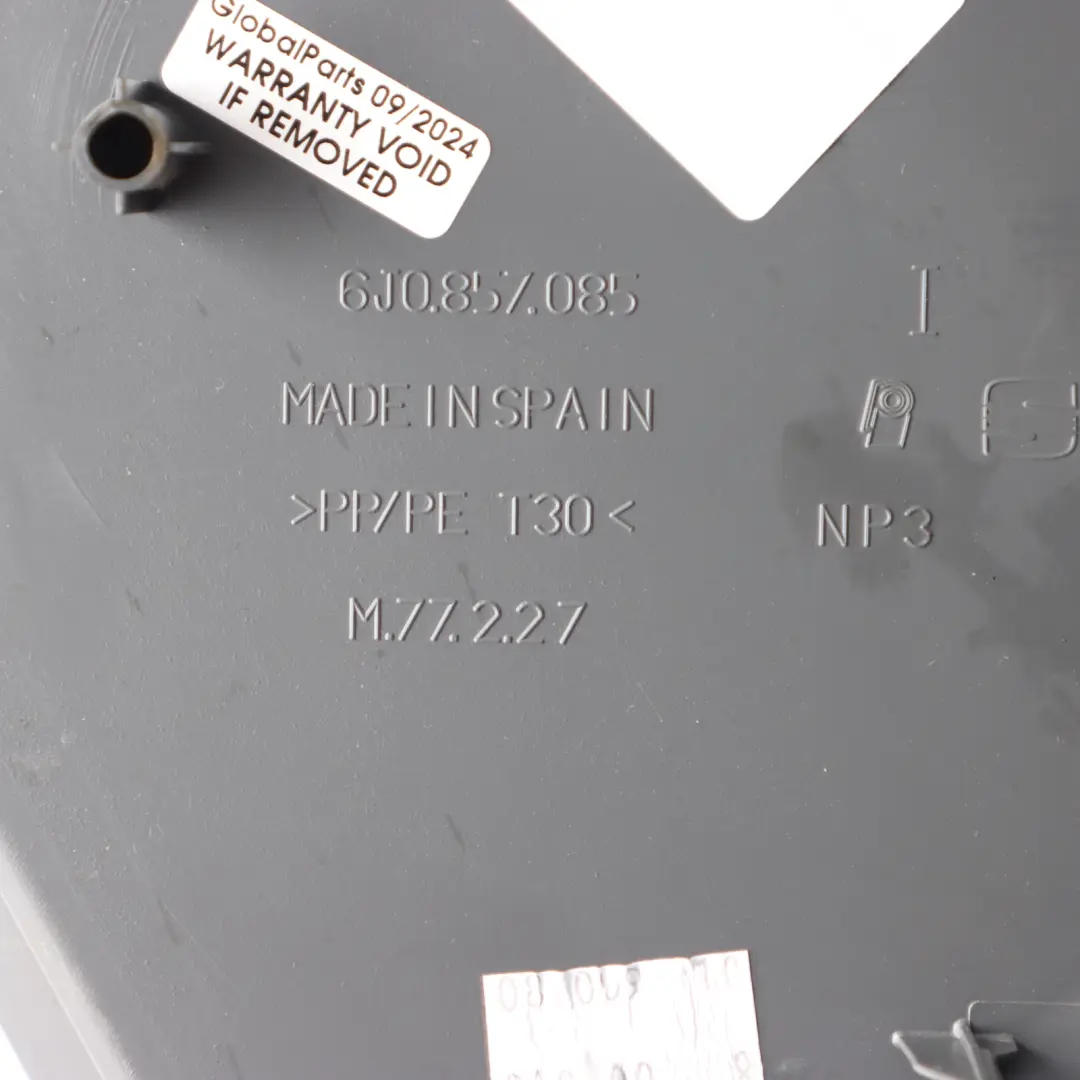 GlobalParts 09/2024
WARRANTY VOID
IF REMOVED
6J0.857.085
I
MADE IN SPAIN
>PP/PE T30<
NP3
M.77.2.27